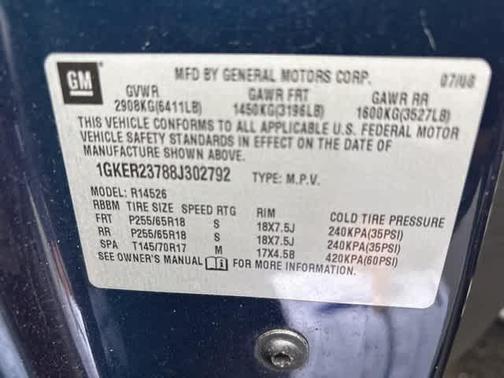 GM
MFD BY GENERAL MOTORS CORP. 07/08
GVWR GAWR FRT GAWR RR
2908KG(6411LB) 1450KG(3196LB) 1600KG(3527LB)
THIS VEHICLE CONFORMS TO ALL APPLICABLE U.S. FEDERAL MOTOR
VEHICLE SAFETY STANDARDS IN EFFECT ON THE DATE OF
MANUFACTURE SHOWN ABOVE.
1GKER23788J302792 TYPE: M.P.V.
MODEL: R14526
RBBM TIRE SIZE SPEED RTG RIM COLD TIRE PRESSURE
FRT P255/65R18 S 18X7.5J 240KPA(35PSI)
RR P255/65R18 S 18X7.5J 240KPA(35PSI)
SPA T145/70R17 M 17X4.5B 420KPA(60PSI)
SEE OWNER'S MANUAL FOR MORE INFORMATION.